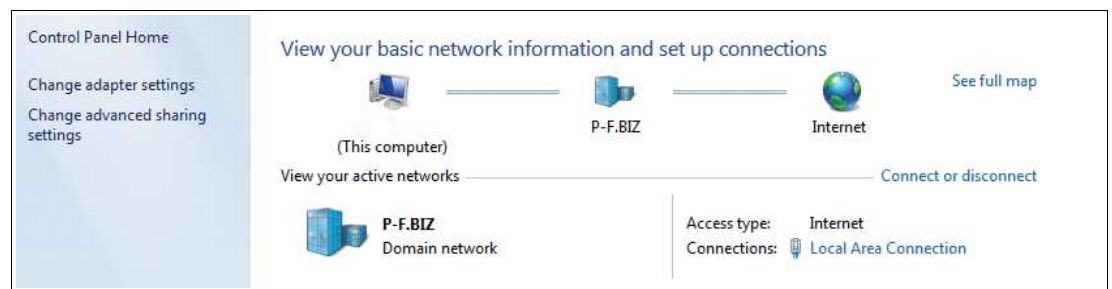 Control Panel Home
Change adapter settings
Change advanced sharing
settings
View your basic network information and set up connections
See full map
P-F.BIZ
Internet
(This computer)
View your active networks
Connect or disconnect
P-F.BIZ
Domain network
Access type: Internet
Connections: Local Area Connection